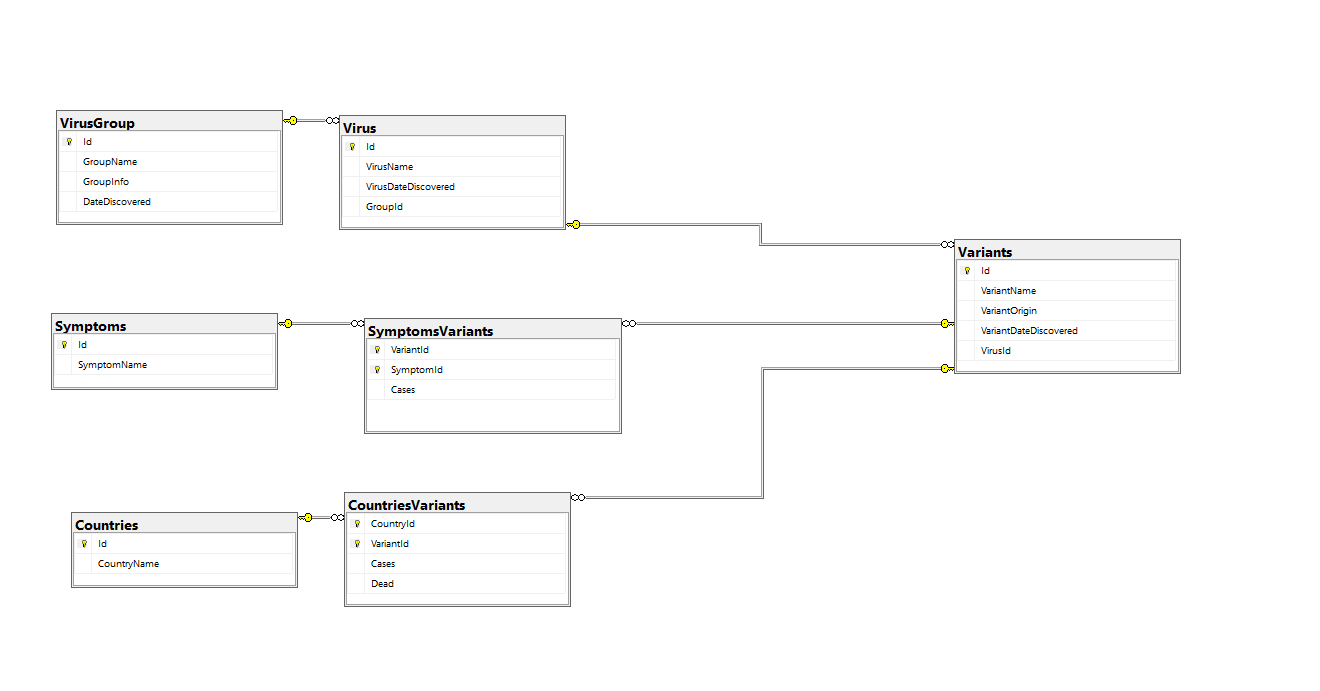 VirusGroup
Id
GroupName
GroupInfo
DateDiscovered
Virus
Id
VirusName
VirusDateDiscovered
GroupId
Variants
Id
VariantName
VariantOrigin
VariantDateDiscovered
VirusId
Symptoms
Id
SymptomName
SymptomsVariants
VariantId
SymptomId
Cases
Countries
Id
CountryName
CountriesVariants
CountryId
VariantId
Cases
Dead